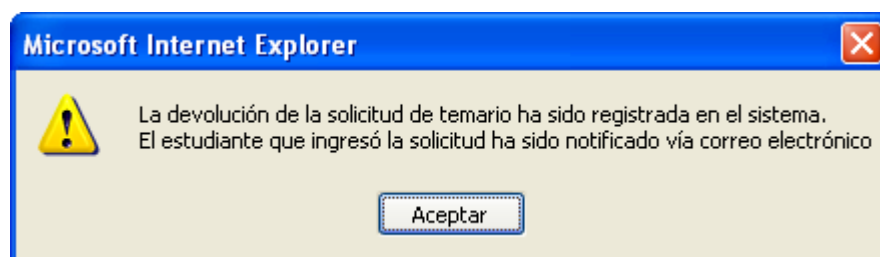 Microsoft Internet Explorer
La devolución de la solicitud de temario ha sido registrada en el sistema.
El estudiante que ingresó la solicitud ha sido notificado vía correo electrónico
Aceptar